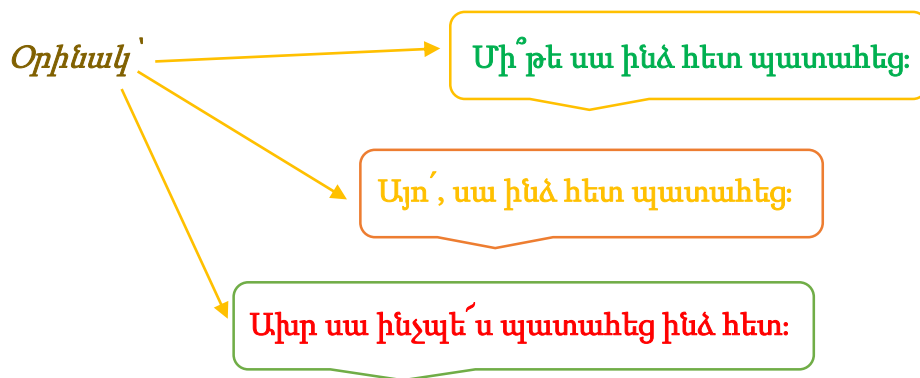 Օրինակ՝
Մի՞թե սա ինձ հետ պատահեց։
Այո՛, սա ինձ հետ պատահեց։
Ախր սա ինչպե՜ս պատահեց ինձ հետ։